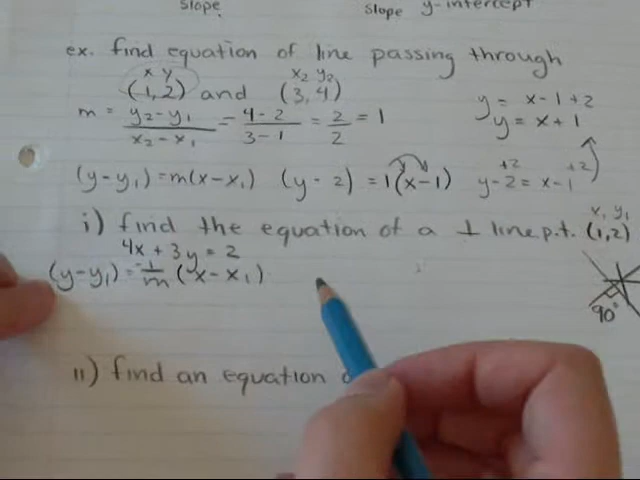 slope
slope y-intercept
ex. find equation of line passing through
x y x₂ y₂
(1,2) and (3,4)
m = y₂-y₁/x₂-x₁ = 4-2/3-1 = 2/2 = 1
y = x-1+2
y = x+1
(y-y₁)=m(x-x₁) (y-2)=1(x-1) y-2=x-1
+2 +2
i) find the equation of a ⊥ line p.t. (1,2)
x₁ y₁
4x + 3y = 2
(y-y₁)=-1/m(x-x₁)
90°
ii) find an equation